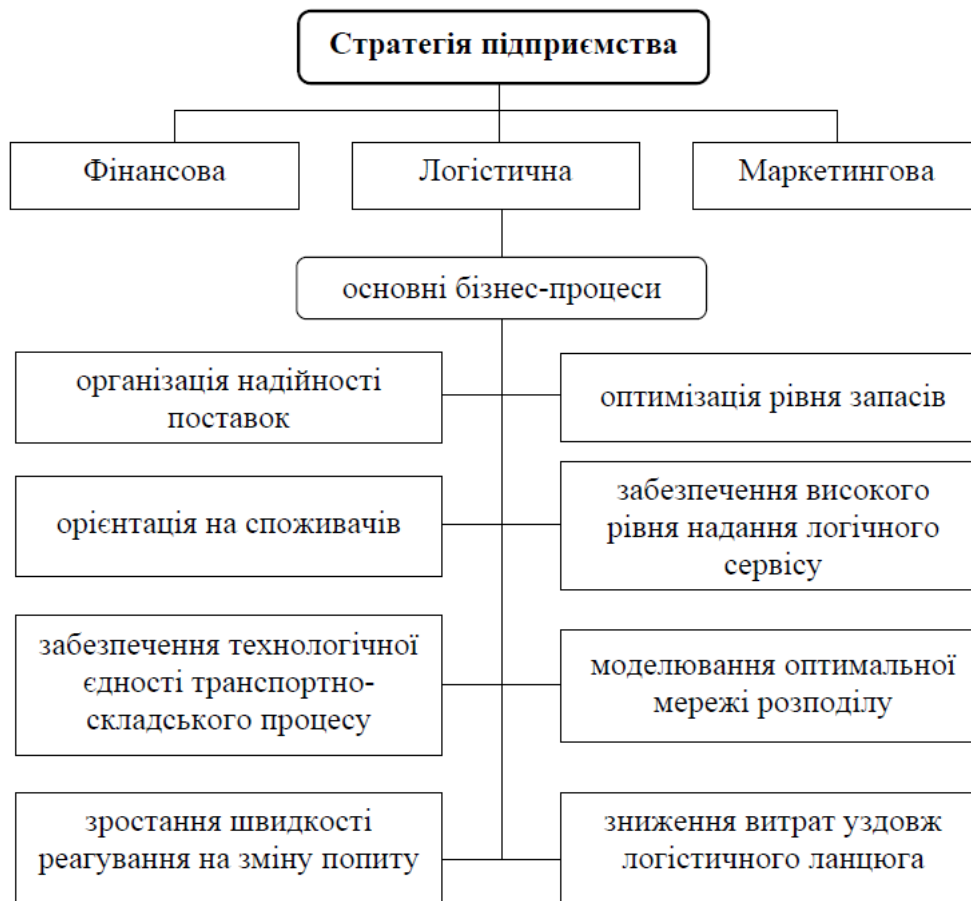 Стратегія підприємства
Фінансова
Логістична
Маркетингова
основні бізнес-процеси
організація надійності
поставок
оптимізація рівня запасів
орієнтація на споживачів
забезпечення високого
рівня надання логічного
сервісу
забезпечення технологічної
єдності транспортно-
складського процесу
моделювання оптимальної
мережі розподілу
зростання швидкості
реагування на зміну попиту
зниження витрат уздовж
логістичного ланцюга